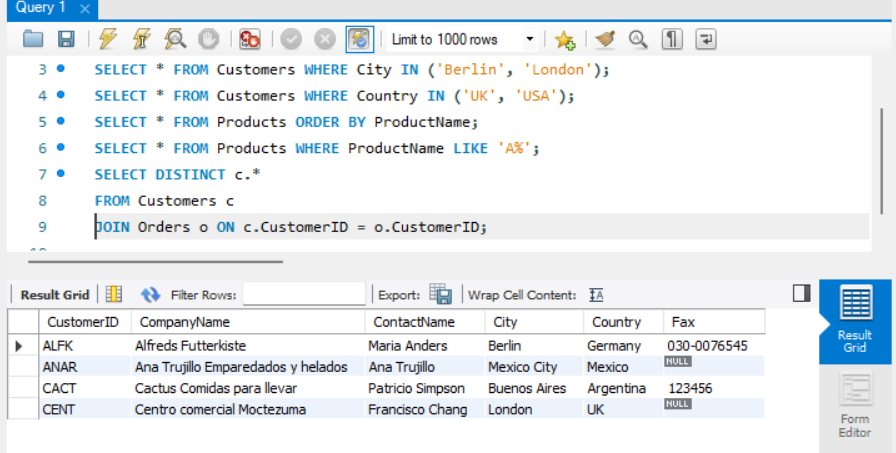 Query 1 ×
Limit to 1000 rows
3 SELECT * FROM Customers WHERE City IN ('Berlin', 'London');
4 SELECT * FROM Customers WHERE Country IN ('UK', 'USA');
5 SELECT * FROM Products ORDER BY ProductName;
6 SELECT * FROM Products WHERE ProductName LIKE 'A%';
7 SELECT DISTINCT c.*
8 FROM Customers c
9 JOIN Orders o ON c.CustomerID = o.CustomerID;
Result Grid Filter Rows: Export: Wrap Cell Content:
CustomerID CompanyName ContactName City Country Fax
ALFK Alfreds Futterkiste Maria Anders Berlin Germany 030-0076545
ANAR Ana Trujillo Emparedados y helados Ana Trujillo Mexico City Mexico NULL
CACT Cactus Comidas para llevar Patricio Simpson Buenos Aires Argentina 123456
CENT Centro comercial Moctezuma Francisco Chang London UK NULL
Result
Grid
Form
Editor